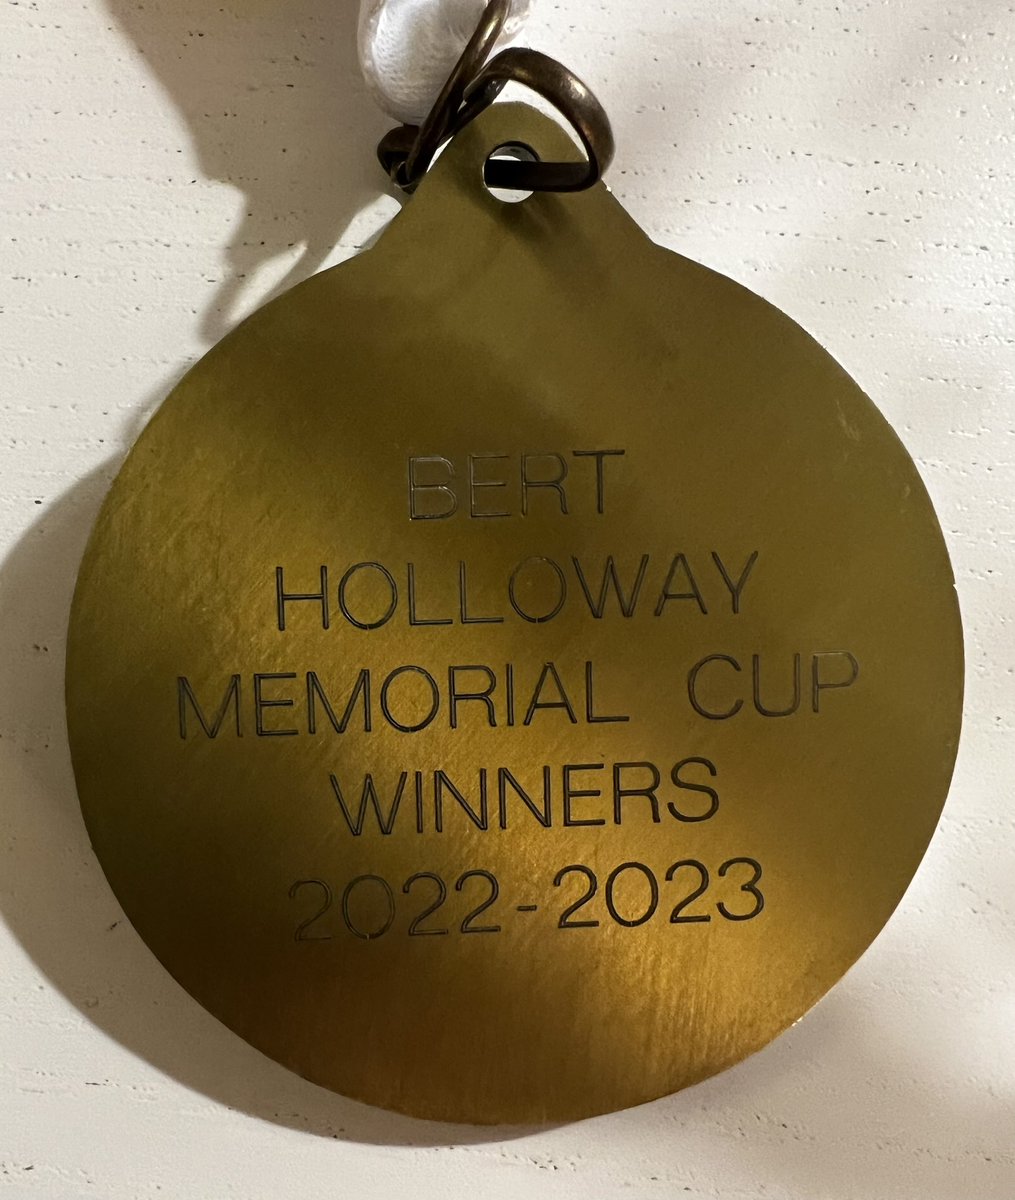 BERT
HOLLOWAY
MEMORIAL CUP
WINNERS
2022-2023